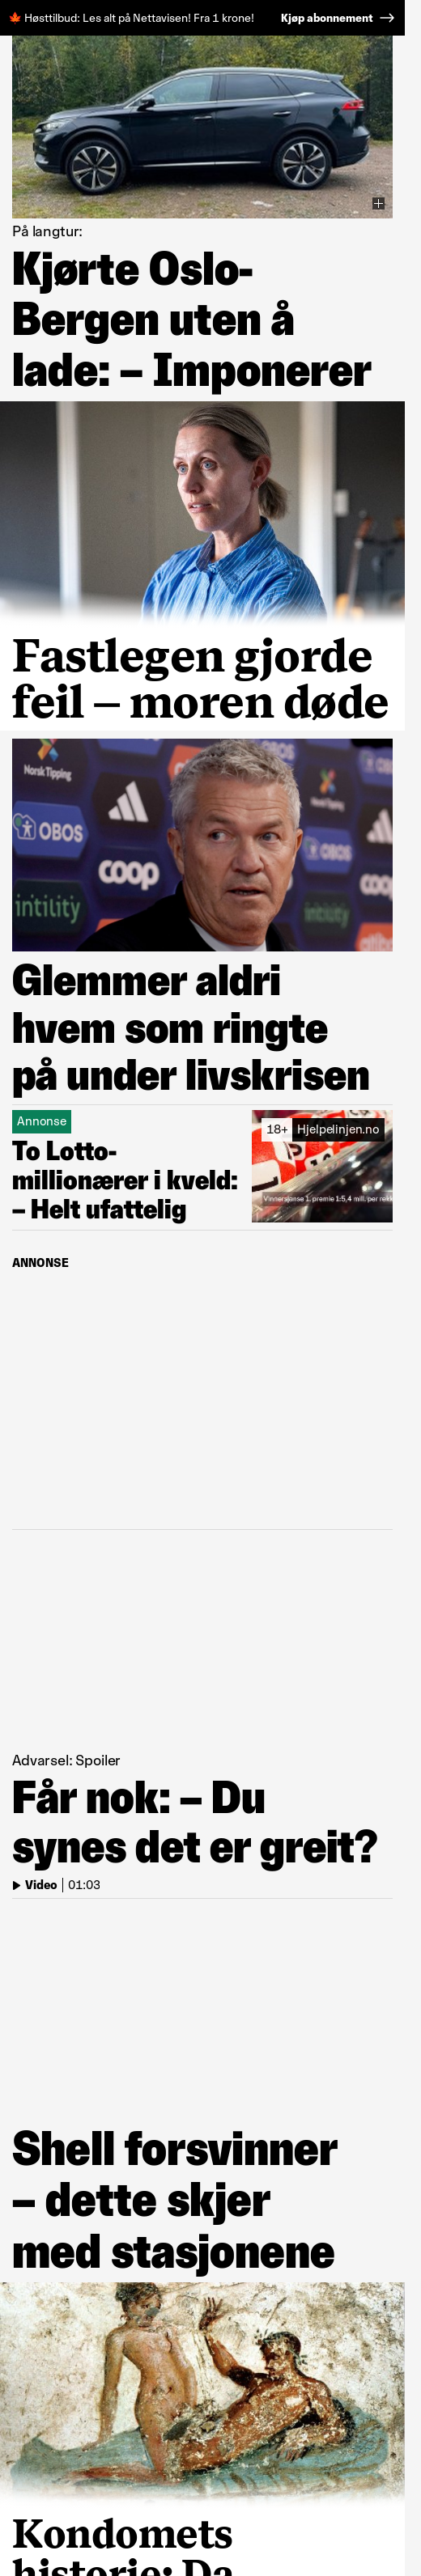 🍁 Høsttilbud: Les alt på Nettavisen! Fra 1 krone!
Kjøp abonnement →
På langtur:
Kjørte Oslo-
Bergen uten å
lade: – Imponerer
Fastlegen gjorde
feil – moren døde
Norsk Tipping
OBOS
coop
intility
OBOS
intility
coop
Glemmer aldri
hvem som ringte
på under livskrisen
Annonse
To Lotto-
millionærer i kveld:
– Helt ufattelig
18+ Hjelpelinjen.no
Vinnersjanse 1. premie 1:5,4 mill. per rekk
ANNONSE
Advarsel: Spoiler
Får nok: – Du
synes det er greit?
Video | 01:03
Shell forsvinner
– dette skjer
med stasjonene
Kondomets
historie: Da